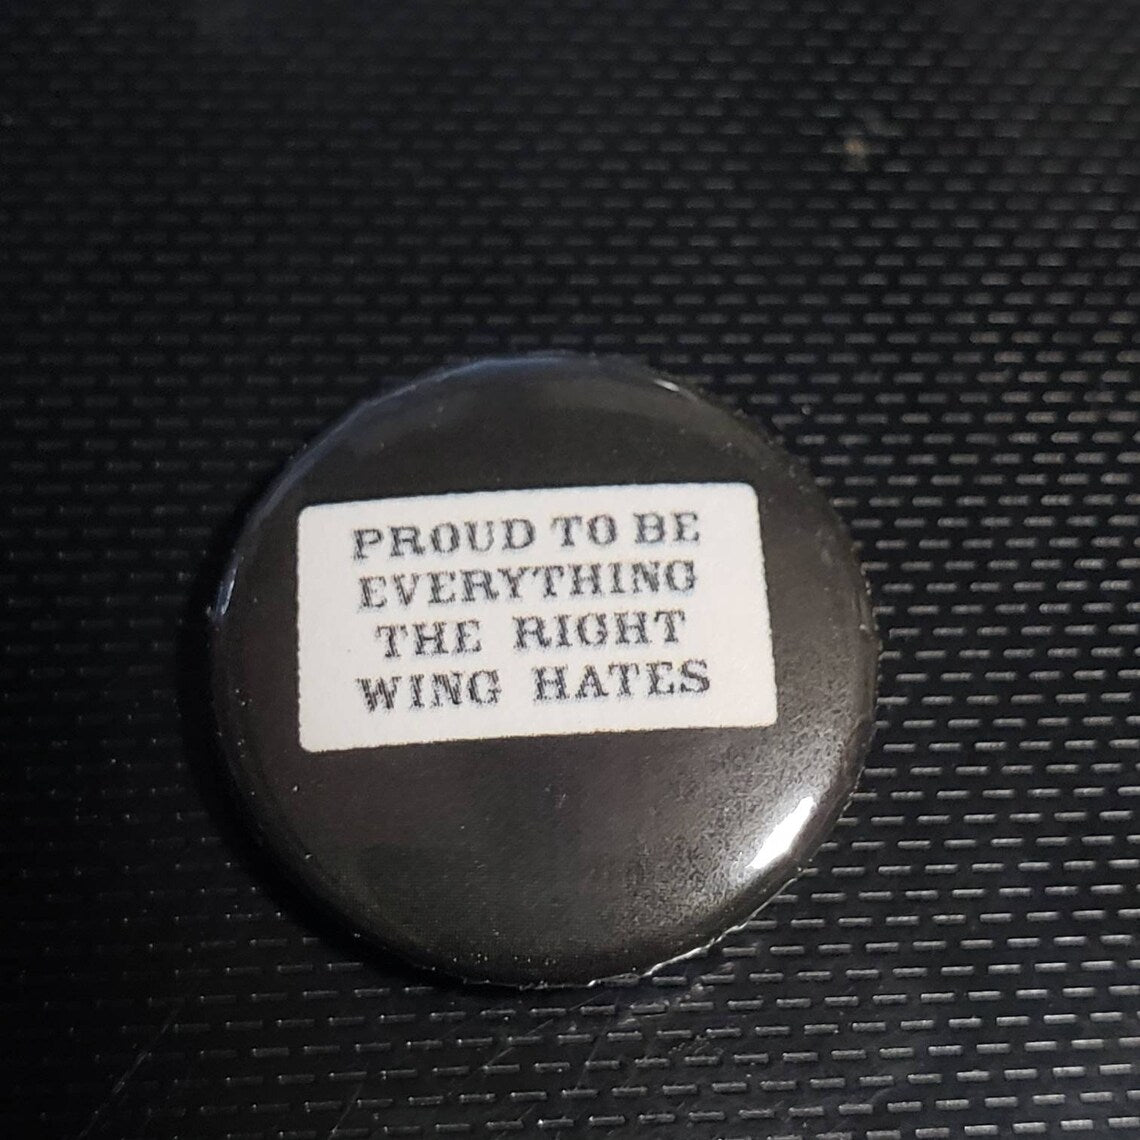 PROUD TO BE
EVERYTHING
THE RIGHT
WING HATES